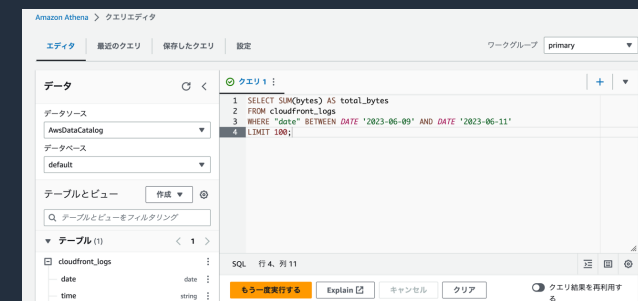 Amazon Athena > クエリエディタ
エディタ 最近のクエリ 保存したクエリ 設定 ワークグループ primary
データ
データソース
AwsDataCatalog
データベース
default
テーブルとビュー 作成
テーブルとビューをフィルタリング
テーブル (1) < 1 >
cloudfront_logs
date date
time string
クエリ 1
1 SELECT SUM(bytes) AS total_bytes
2 FROM cloudfront_logs
3 WHERE "date" BETWEEN DATE '2023-06-09' AND DATE '2023-06-11'
4 LIMIT 100;
SQL 行 4、列 11
もう一度実行する Explain キャンセル クリア クエリ結果を再利用す
る